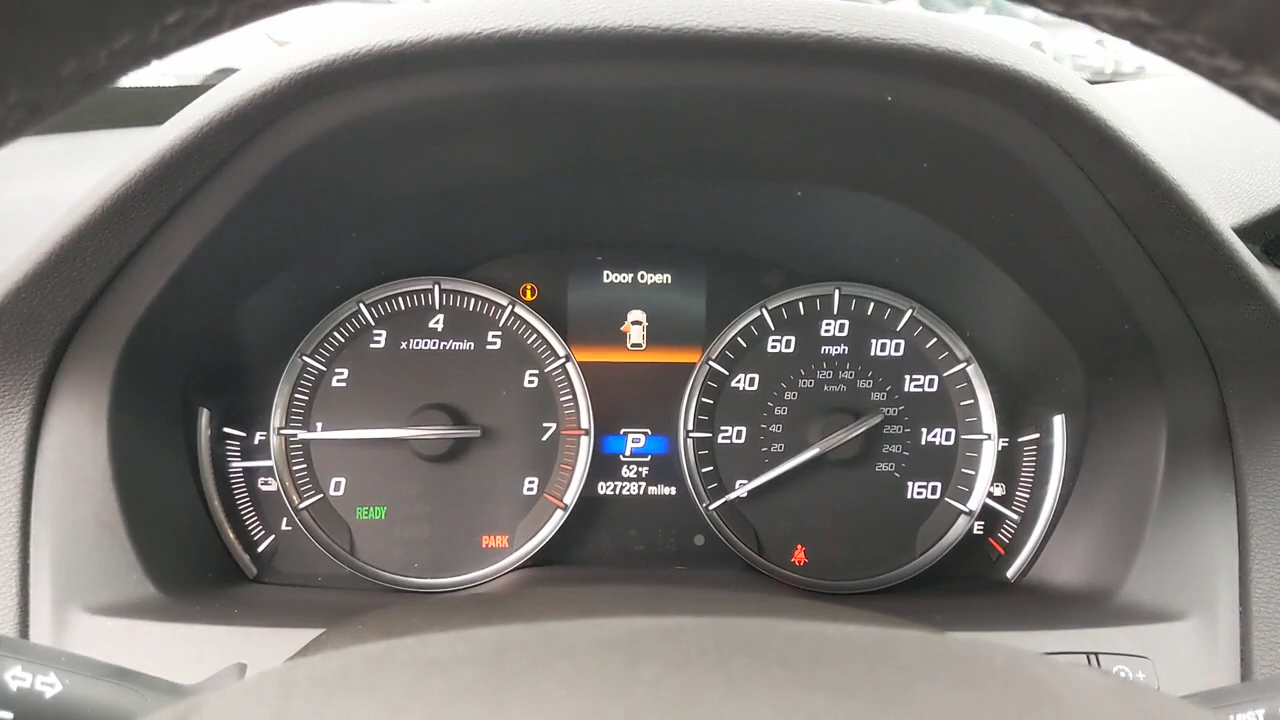 Door Open
4
3 x1000r/min 5
2 6
1 7
0 8
READY
PARK
F
L
P
62°F
027287 miles
80
60 mph 100
40 120
20 140
0 160
120 140
100 km/h 160
80 180
60 200
40 220
20 240
260
F
E
+
MIST